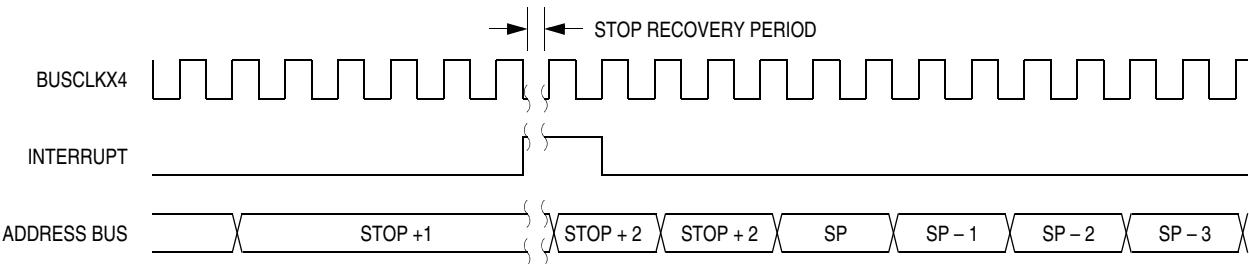 STOP RECOVERY PERIOD
BUSCLKX4
INTERRUPT
ADDRESS BUS STOP +1 STOP + 2 STOP + 2 SP SP – 1 SP – 2 SP – 3